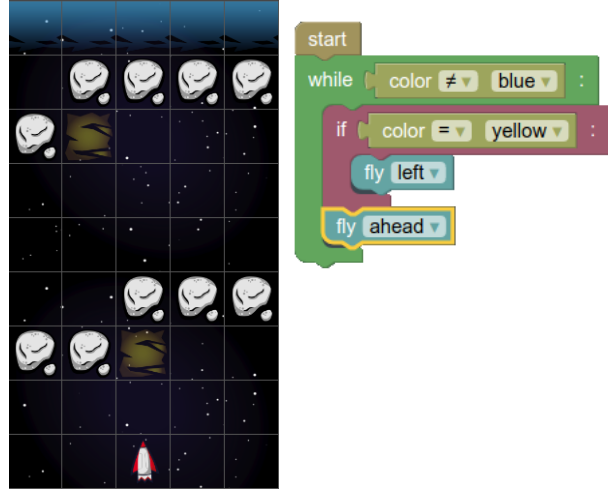 start
while color ≠ blue :
if color = yellow :
fly left
fly ahead